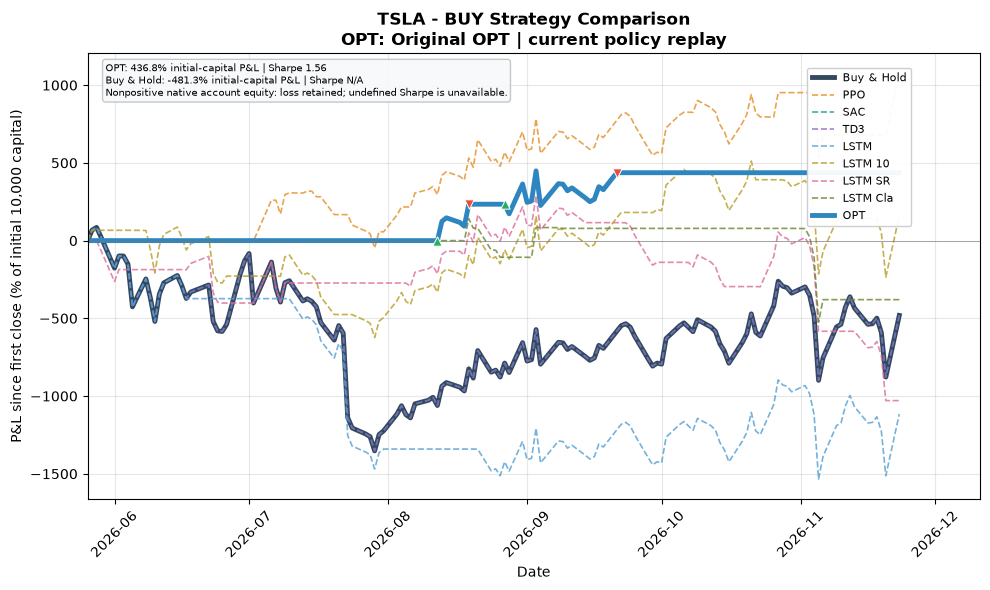 TSLA - BUY Strategy Comparison
OPT: Original OPT | current policy replay
OPT: 436.8% initial-capital P&L | Sharpe 1.56
Buy & Hold: -481.3% initial-capital P&L | Sharpe N/A
Nonpositive native account equity: loss retained; undefined Sharpe is unavailable.
Buy & Hold
PPO
SAC
TD3
LSTM
LSTM 10
LSTM SR
LSTM Cla
OPT
P&L since first close (% of initial 10,000 capital)
1000
500
0
−500
−1000
−1500
2026-06
2026-07
2026-08
2026-09
2026-10
2026-11
2026-12
Date